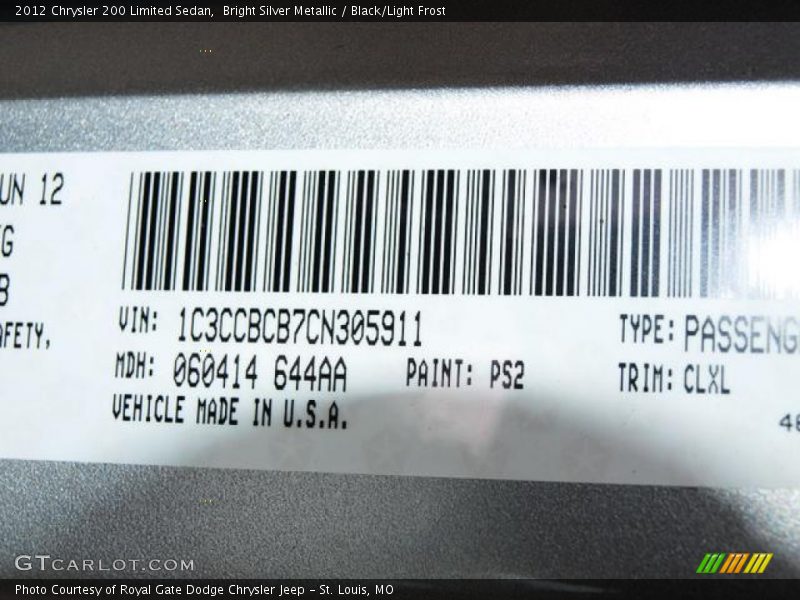 2012 Chrysler 200 Limited Sedan,  Bright Silver Metallic / Black/Light Frost
UN 12
G
B
AFETY,
VIN: 1C3CCBCB7CN305911
TYPE: PASSENG
MDH: 060414 644AA
PAINT: PS2
TRIM: CLXL
VEHICLE MADE IN U.S.A.
48
GTCARLOT.COM
Photo Courtesy of Royal Gate Dodge Chrysler Jeep – St. Louis, MO